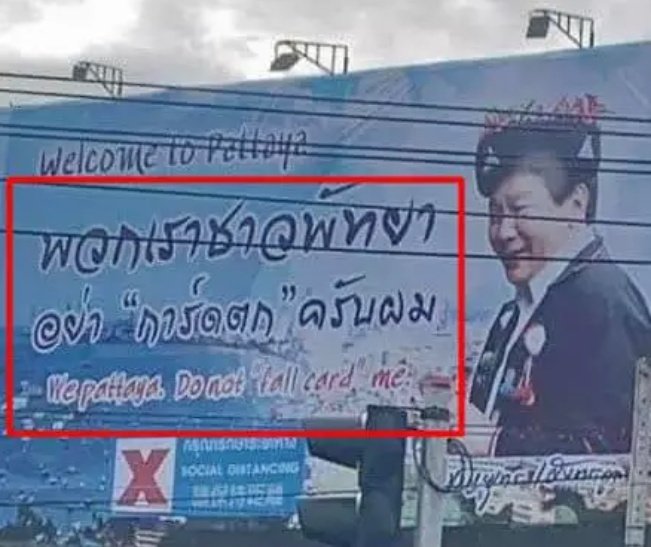 Welcome to Pattaya
พวกเราชาวพัทยา
อย่า "การ์ดตก" ครับผม
We pattaya. Do not "fall card" me.
X
SOCIAL DISTANCING